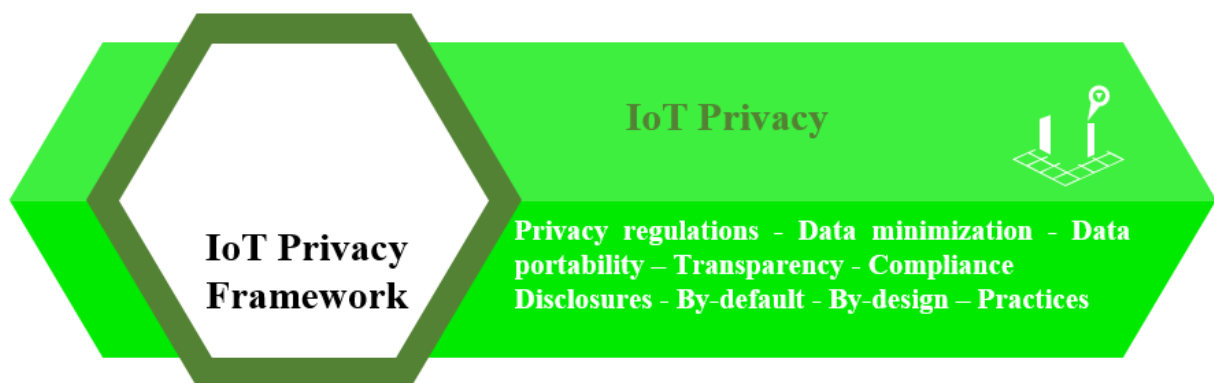 IoT Privacy
IoT Privacy
Framework
Privacy regulations - Data minimization - Data
portability – Transparency - Compliance
Disclosures - By-default - By-design – Practices